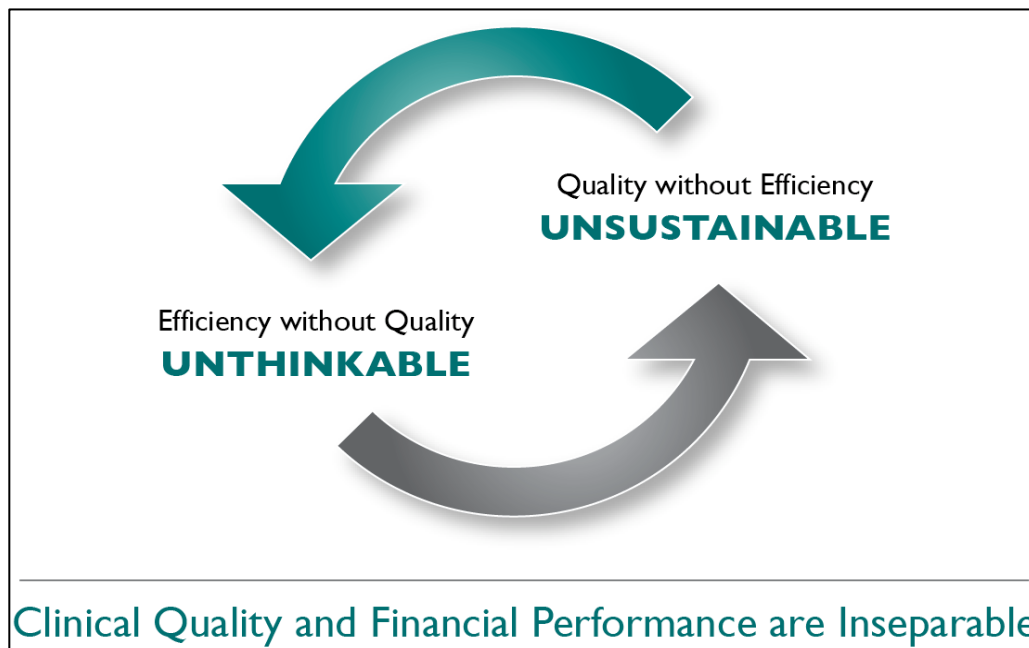 Quality without Efficiency
UNSUSTAINABLE
Efficiency without Quality
UNTHINKABLE
Clinical Quality and Financial Performance are Inseparable